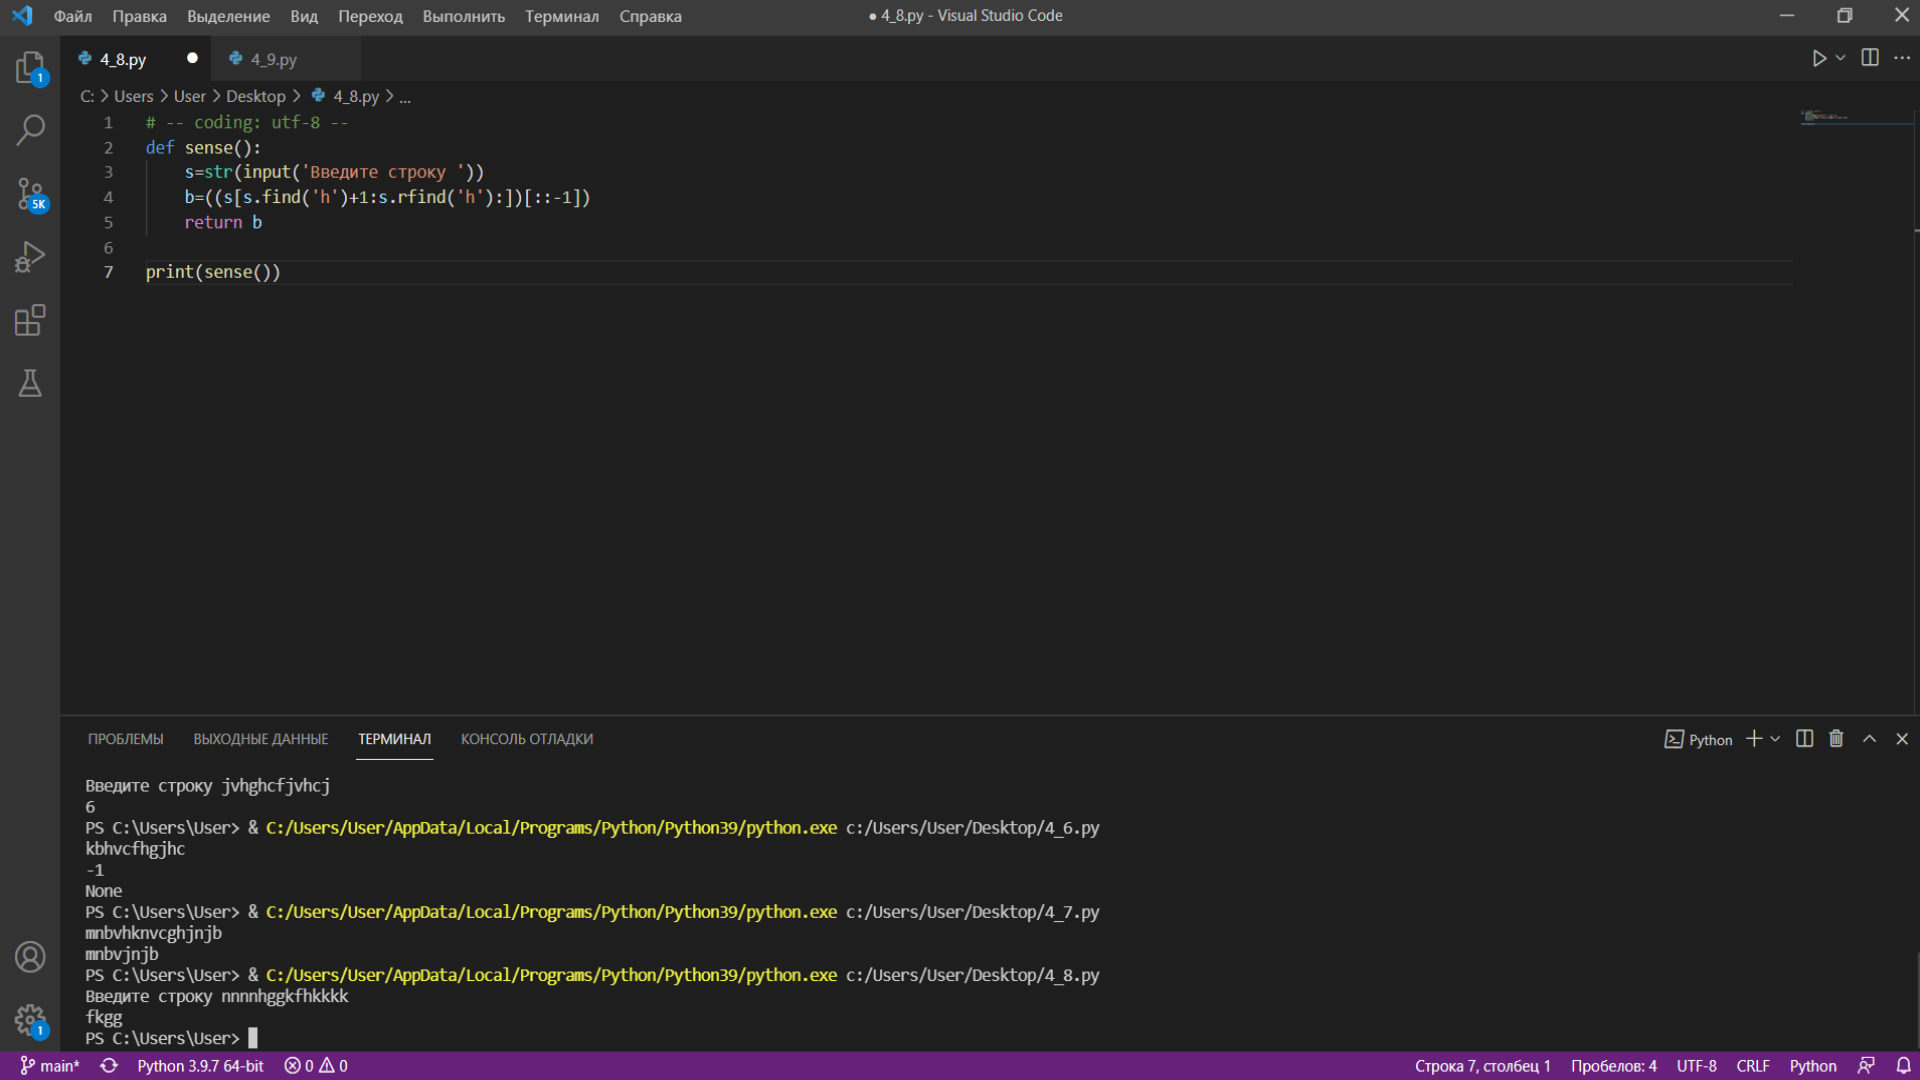 Файл Правка Выделение Вид Переход Выполнить Терминал Справка ● 4_8.py - Visual Studio Code
4_8.py ● 4_9.py
C: > Users > User > Desktop > 4_8.py > ...
1 # -- coding: utf-8 --
2 def sense():
3 s=str(input('Введите строку '))
4 b=((s[s.find('h')+1:s.rfind('h'):])[::-1])
5 return b
6
7 print(sense())
1
5K
ПРОБЛЕМЫ ВЫХОДНЫЕ ДАННЫЕ ТЕРМИНАЛ КОНСОЛЬ ОТЛАДКИ Python
Введите строку jvhghcfjvhcj
6
PS C:\Users\User> & C:/Users/User/AppData/Local/Programs/Python/Python39/python.exe c:/Users/User/Desktop/4_6.py
kbhvcfhgjhc
-1
None
PS C:\Users\User> & C:/Users/User/AppData/Local/Programs/Python/Python39/python.exe c:/Users/User/Desktop/4_7.py
mnbvhknvcghjnjb
mnbvjnjb
PS C:\Users\User> & C:/Users/User/AppData/Local/Programs/Python/Python39/python.exe c:/Users/User/Desktop/4_8.py
Введите строку nnnnhggkfhkkkk
fkgg
PS C:\Users\User>
1
main* Python 3.9.7 64-bit 0 0 Строка 7, столбец 1 Пробелов: 4 UTF-8 CRLF Python